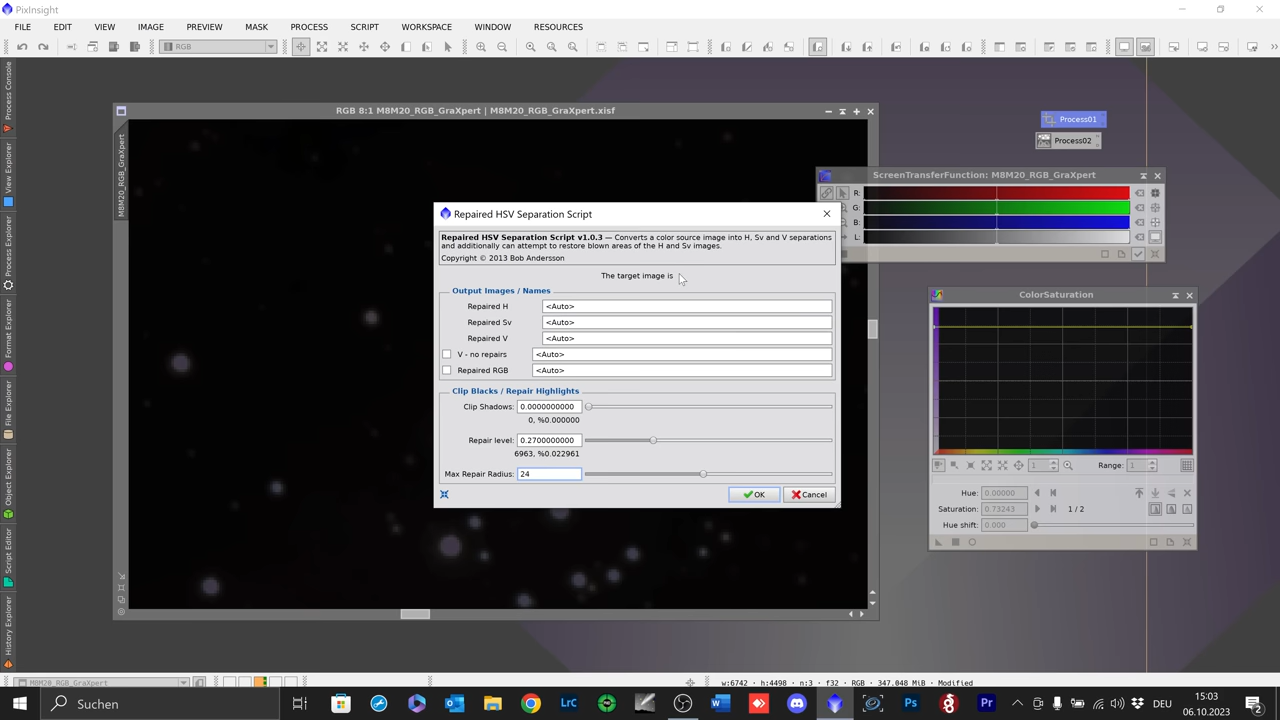 PixInsight
FILE EDIT VIEW IMAGE PREVIEW MASK PROCESS SCRIPT WORKSPACE WINDOW RESOURCES
RGB
Process Console
View Explorer
Process Explorer
Format Explorer
File Explorer
Object Explorer
Script Editor
History Explorer
RGB 8:1 M8M20_RGB_GraXpert | M8M20_RGB_GraXpert.xisf
M8M20_RGB_GraXpert
Process01
Process02
ScreenTransferFunction: M8M20_RGB_GraXpert
R:
G:
B:
L:
Repaired HSV Separation Script
Repaired HSV Separation Script v1.0.3 — Converts a color source image into H, Sv and V separations
and additionally can attempt to restore blown areas of the H and Sv images.
Copyright © 2013 Bob Andersson
The target image is
Output Images / Names
Repaired H <Auto>
Repaired Sv <Auto>
Repaired V <Auto>
V - no repairs <Auto>
Repaired RGB <Auto>
Clip Blacks / Repair Highlights
Clip Shadows: 0.0000000000
0, %0.000000
Repair level: 0.2700000000
6963, %0.022961
Max Repair Radius: 24
OK Cancel
ColorSaturation
1 Range: 1
Hue: 0.00000
Saturation: 0.73243 1 / 2
Hue shift: 0.000
M8M20_RGB_GraXpert
w:6742 · h:4498 · n:3 · f32 · RGB · 347.048 MiB · Modified
Suchen
LrC
Ps
Pr
DEU
15:03
06.10.2023
2